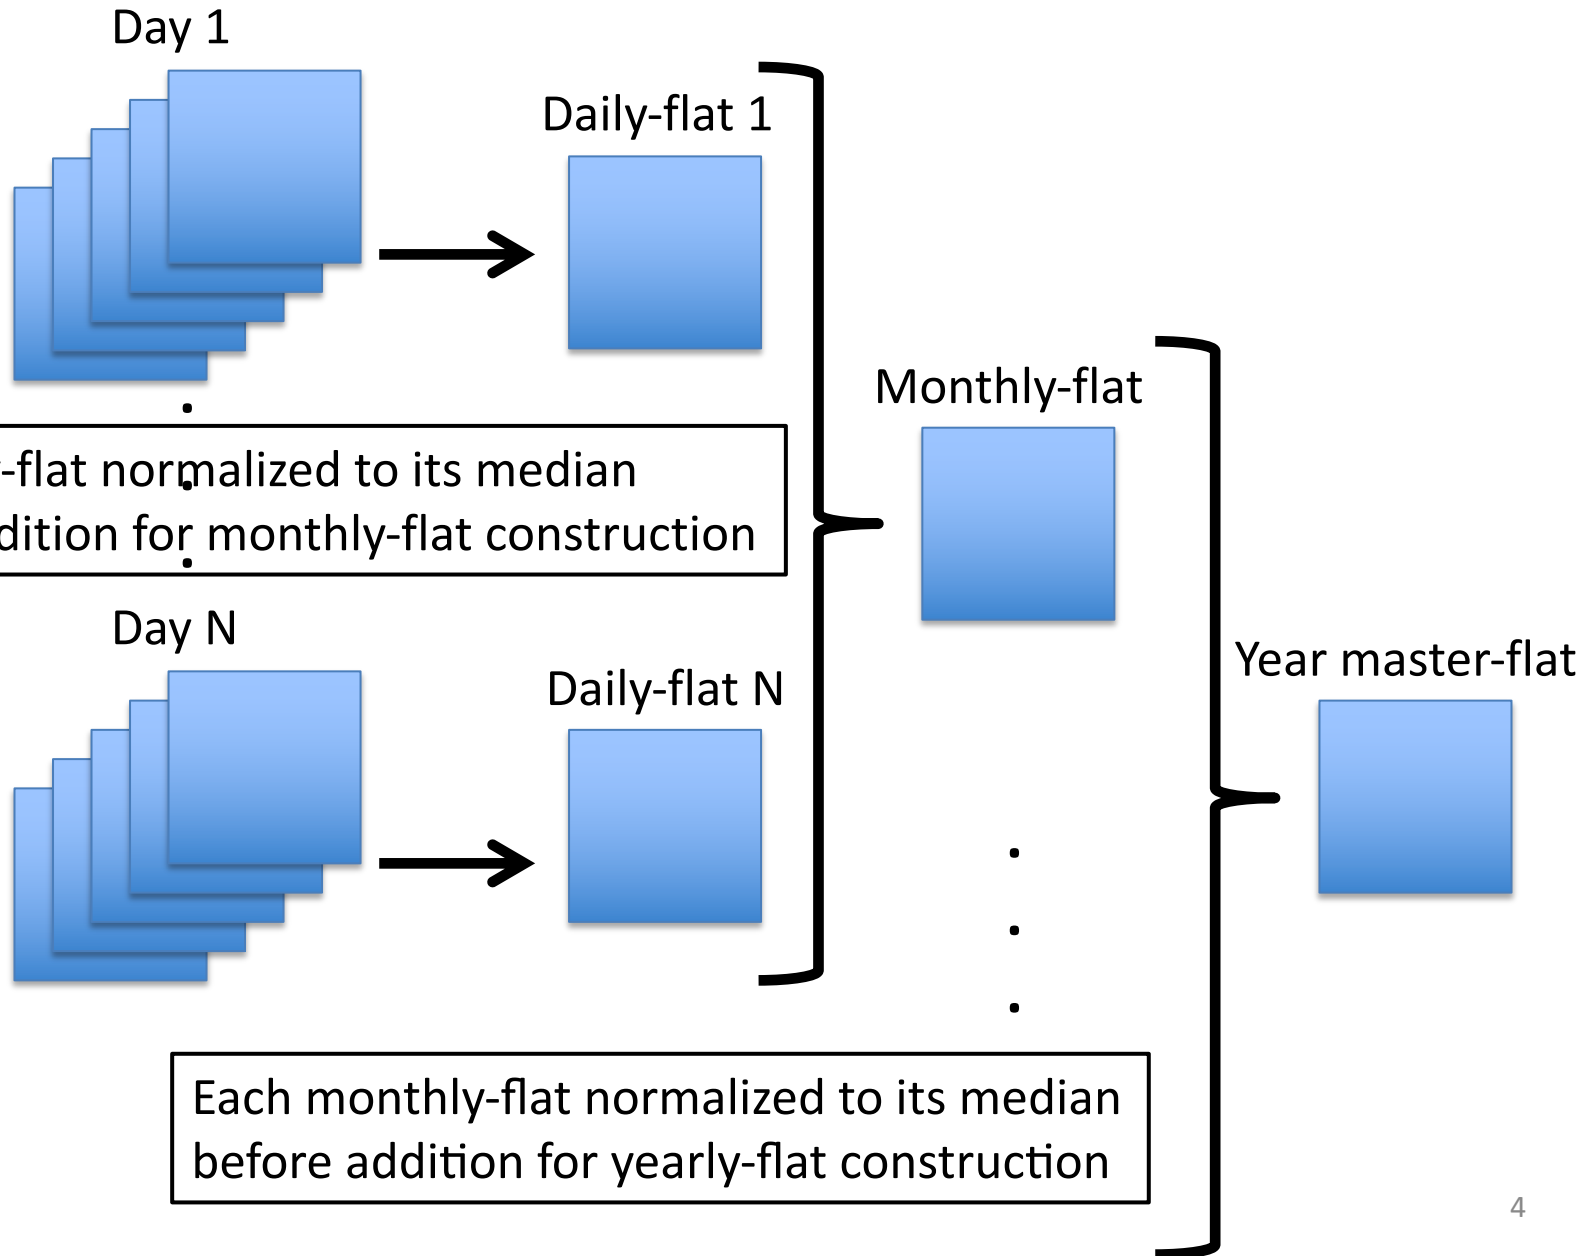 Day 1
Daily-flat 1
Monthly-flat
-flat normalized to its median
dition for monthly-flat construction
Day N
Daily-flat N
Year master-flat
Each monthly-flat normalized to its median
before addition for yearly-flat construction
4